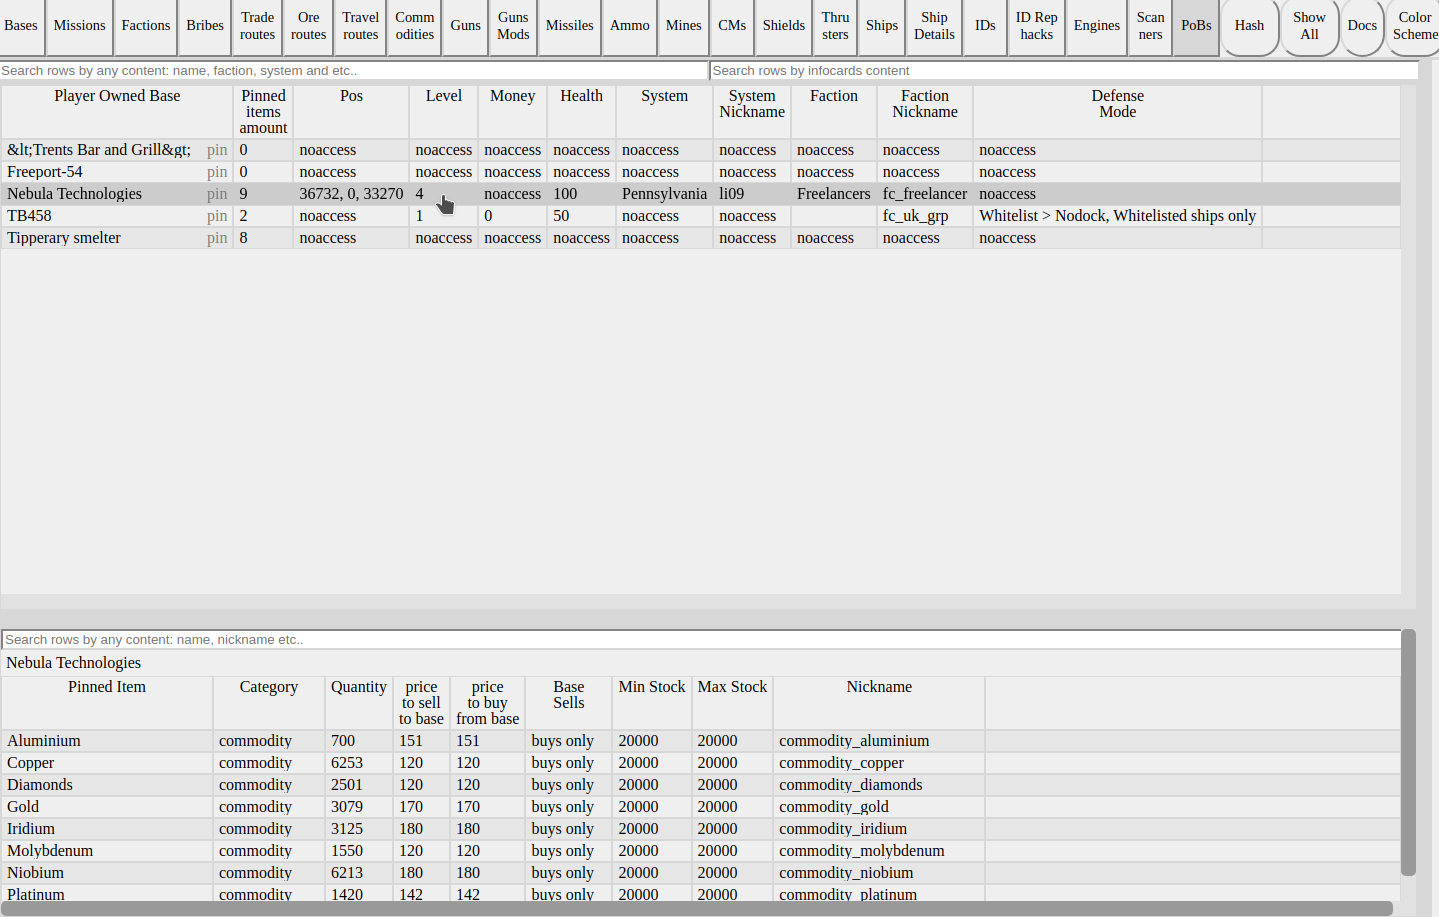 Bases Missions Factions Bribes Trade routes Ore routes Travel routes Comm odities Guns Guns Mods Missiles Ammo Mines CMs Shields Thru sters Ships Ship Details IDs ID Rep hacks Engines Scan ners PoBs Hash Show All Docs Color Scheme
Search rows by any content: name, faction, system and etc.. Search rows by infocards content
Player Owned Base Pinned items amount Pos Level Money Health System System Nickname Faction Faction Nickname Defense Mode
&lt;Trents Bar and Grill&gt; pin 0 noaccess noaccess noaccess noaccess noaccess noaccess noaccess noaccess noaccess
Freeport-54 pin 0 noaccess noaccess noaccess noaccess noaccess noaccess noaccess noaccess noaccess
Nebula Technologies pin 9 36732, 0, 33270 4 noaccess 100 Pennsylvania li09 Freelancers fc_freelancer noaccess
TB458 pin 2 noaccess 1 0 50 noaccess noaccess fc_uk_grp Whitelist > Nodock, Whitelisted ships only
Tipperary smelter pin 8 noaccess noaccess noaccess noaccess noaccess noaccess noaccess noaccess noaccess
Search rows by any content: name, nickname etc..
Nebula Technologies
Pinned Item Category Quantity price to sell to base price to buy from base Base Sells Min Stock Max Stock Nickname
Aluminium commodity 700 151 151 buys only 20000 20000 commodity_aluminium
Copper commodity 6253 120 120 buys only 20000 20000 commodity_copper
Diamonds commodity 2501 120 120 buys only 20000 20000 commodity_diamonds
Gold commodity 3079 170 170 buys only 20000 20000 commodity_gold
Iridium commodity 3125 180 180 buys only 20000 20000 commodity_iridium
Molybdenum commodity 1550 120 120 buys only 20000 20000 commodity_molybdenum
Niobium commodity 6213 180 180 buys only 20000 20000 commodity_niobium
Platinum commodity 1420 142 142 buys only 20000 20000 commodity_platinum